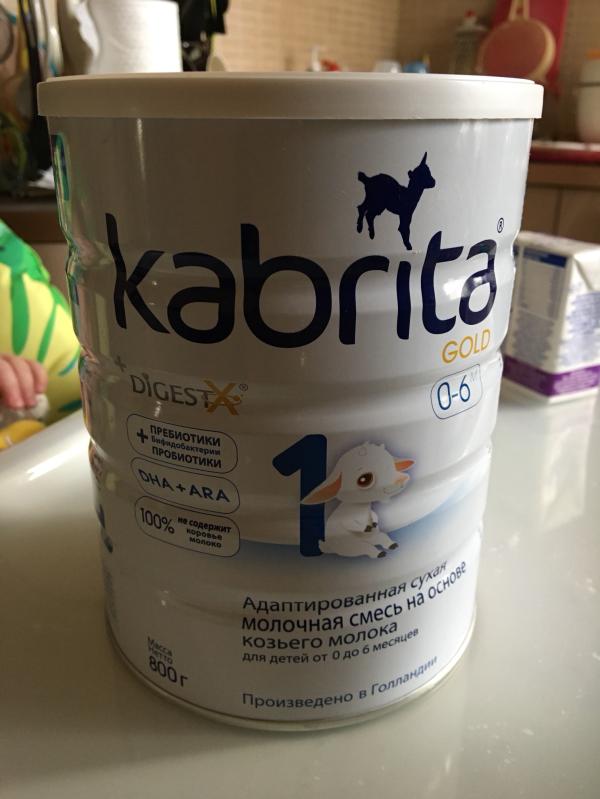 kabrita®
GOLD
0-6 М
+
DIGESTX®
+ ПРЕБИОТИКИ
Бифидобактерии
ПРОБИОТИКИ
DHA + ARA
100% не содержит
коровье
молоко
1
Адаптированная сухая
молочная смесь на основе
козьего молока
для детей от 0 до 6 месяцев
Масса
Нетто
800 г
Произведено в Голландии